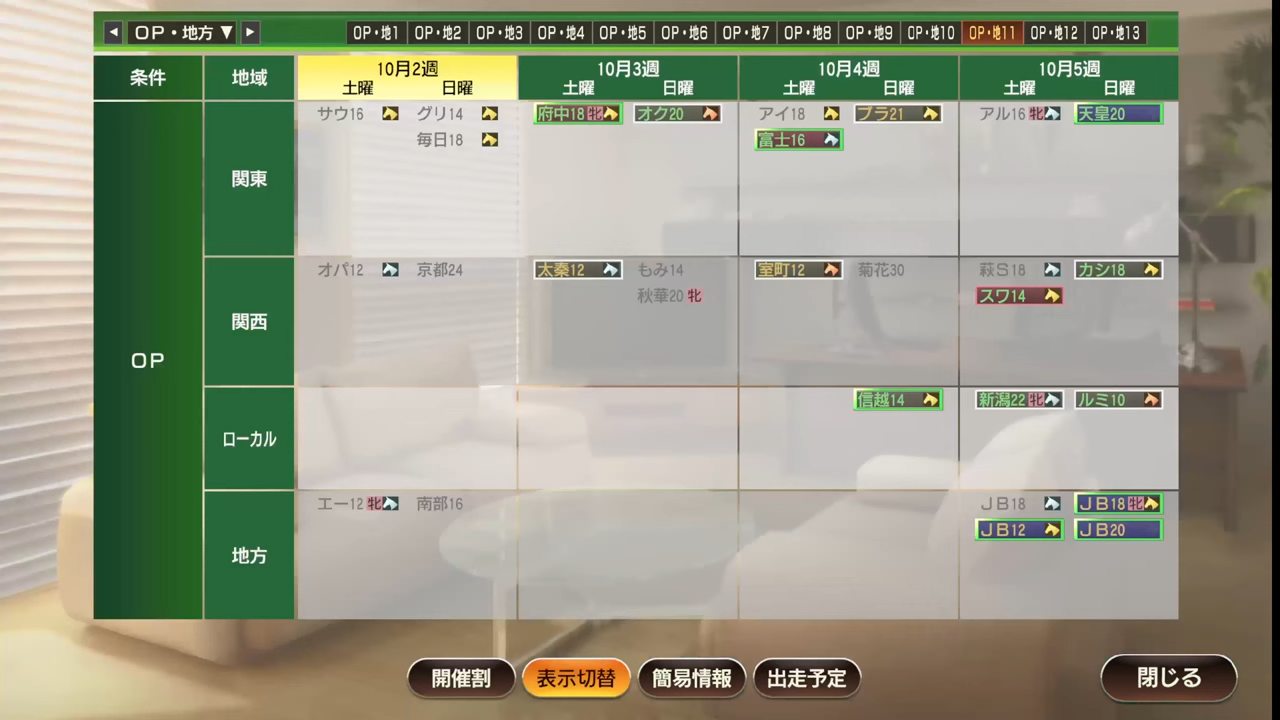 ◀ OP・地方▼ ▶ OP・地1 OP・地2 OP・地3 OP・地4 OP・地5 OP・地6 OP・地7 OP・地8 OP・地9 OP・地10 OP・地11 OP・地12 OP・地13
条件 地域 10月2週 10月3週 10月4週 10月5週
土曜 日曜 土曜 日曜 土曜 日曜 土曜 日曜
サウ16 グリ14 府中18牝 オク20 アイ18 ブラ21 アル16牝 天皇20
毎日18 富士16
関東
オパ12 京都24 太秦12 もみ14 室町12 菊花30 萩S18 カシ18
秋華20牝 スワ14
関西
OP
信越14 新潟22牝 ルミ10
ローカル
エー12牝 南部16 JB18 JB18牝
JB12 JB20
地方
開催割 表示切替 簡易情報 出走予定 閉じる